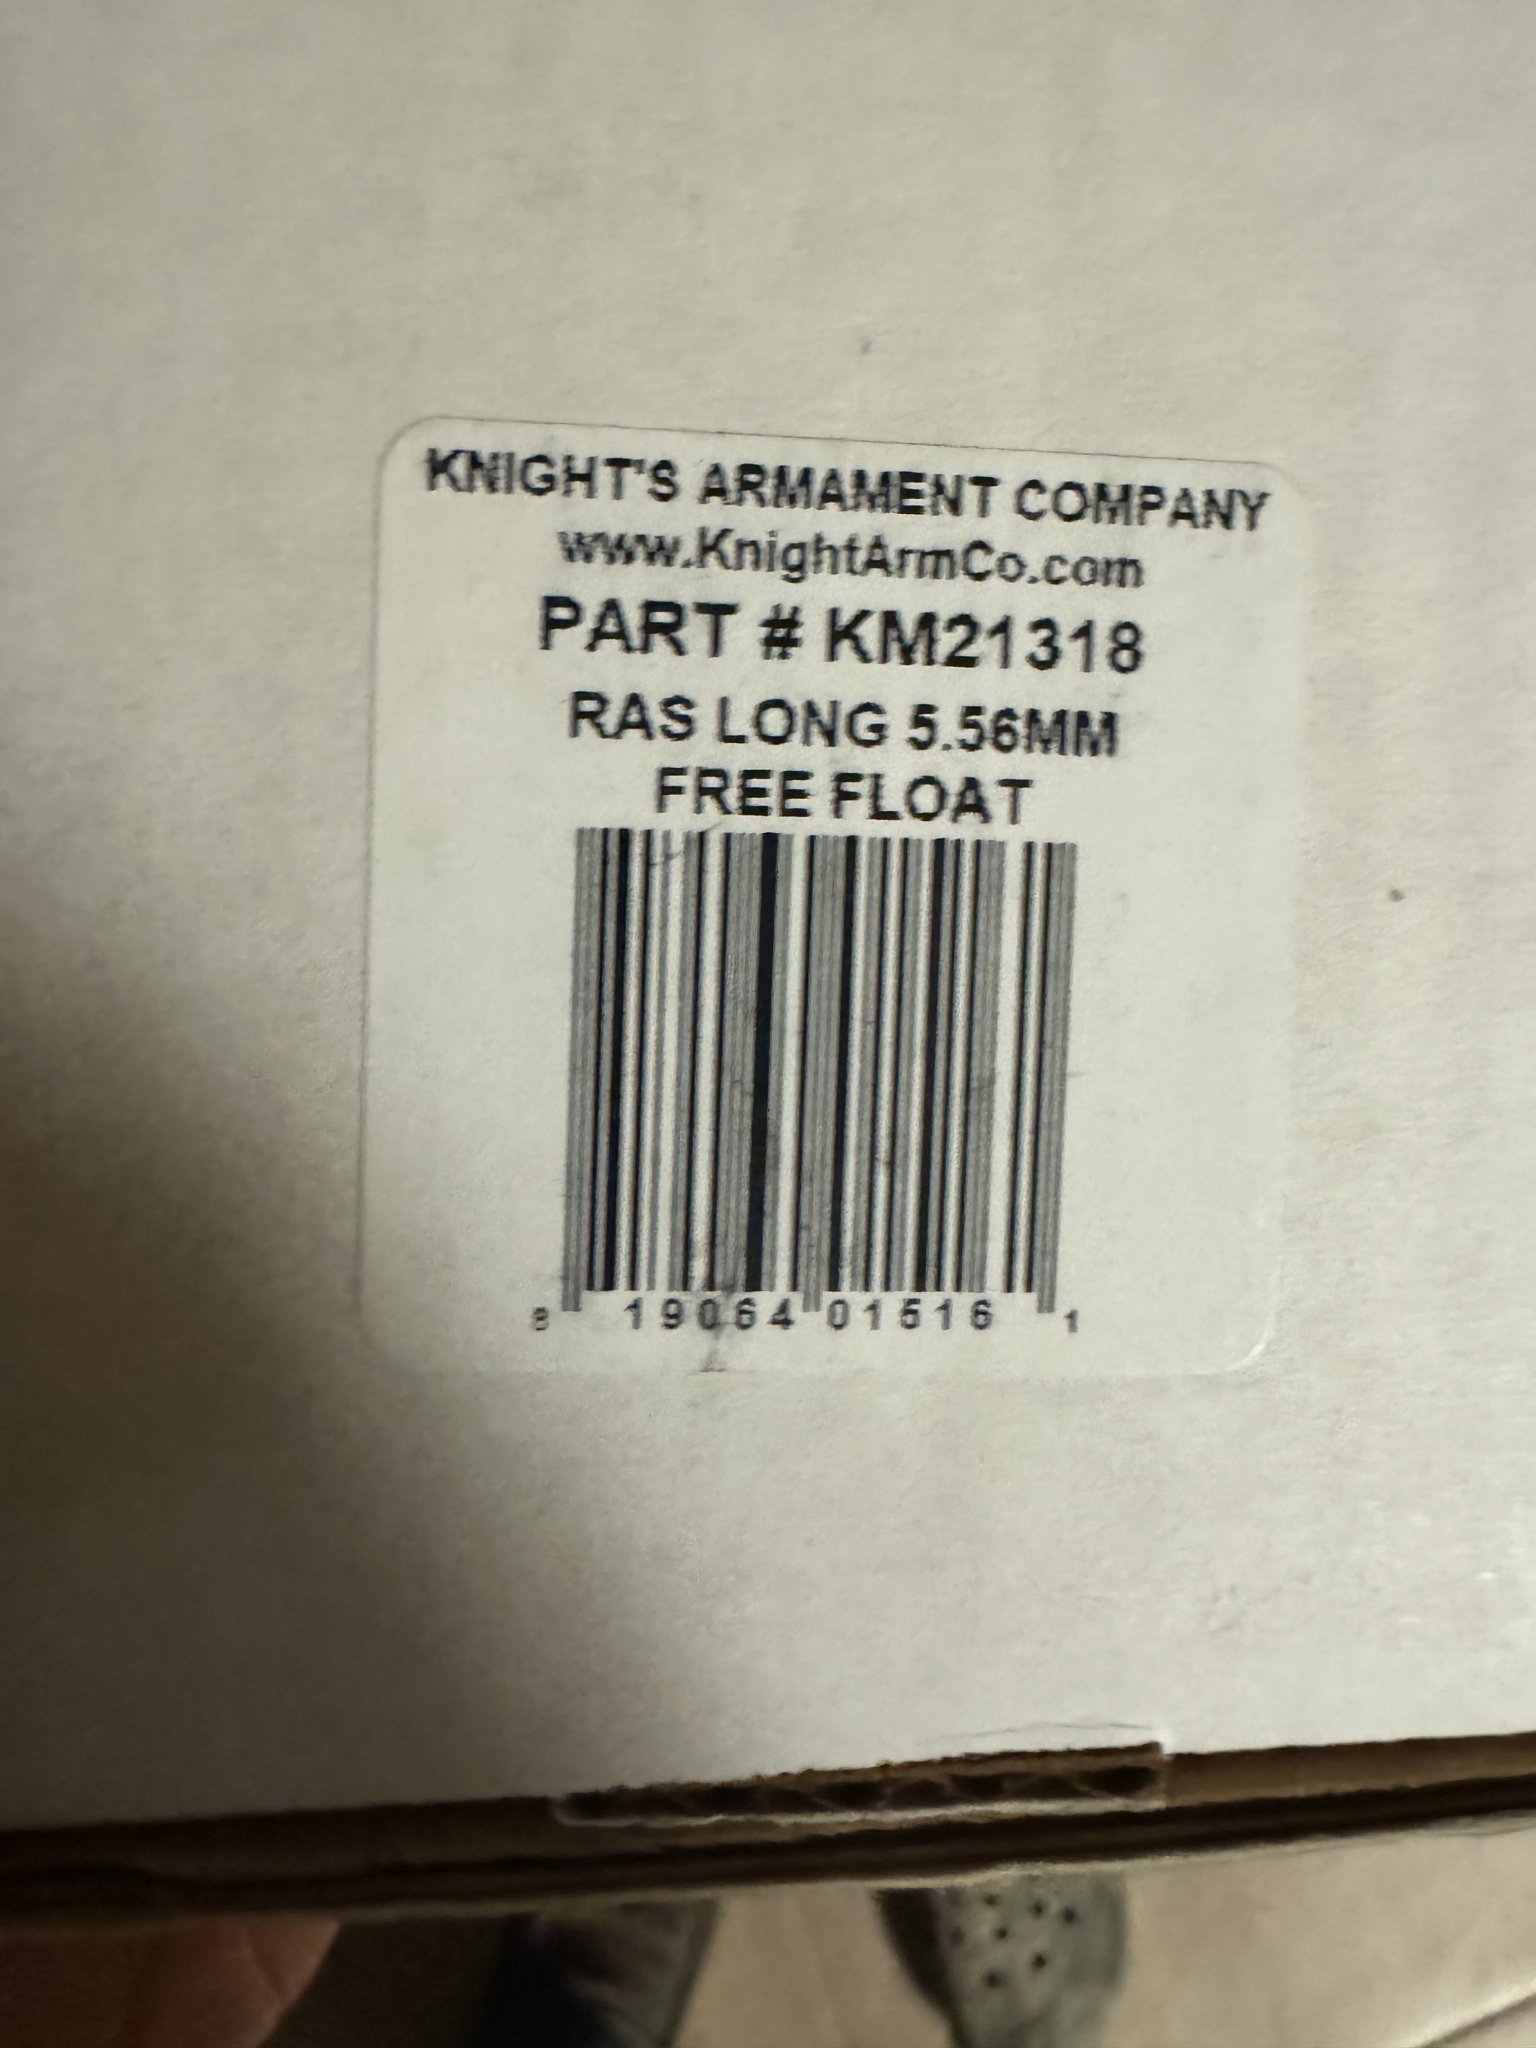 KNIGHT'S ARMAMENT COMPANY
www.KnightArmCo.com
PART # KM21318
RAS LONG 5.56MM
FREE FLOAT
8 19064 01516 1